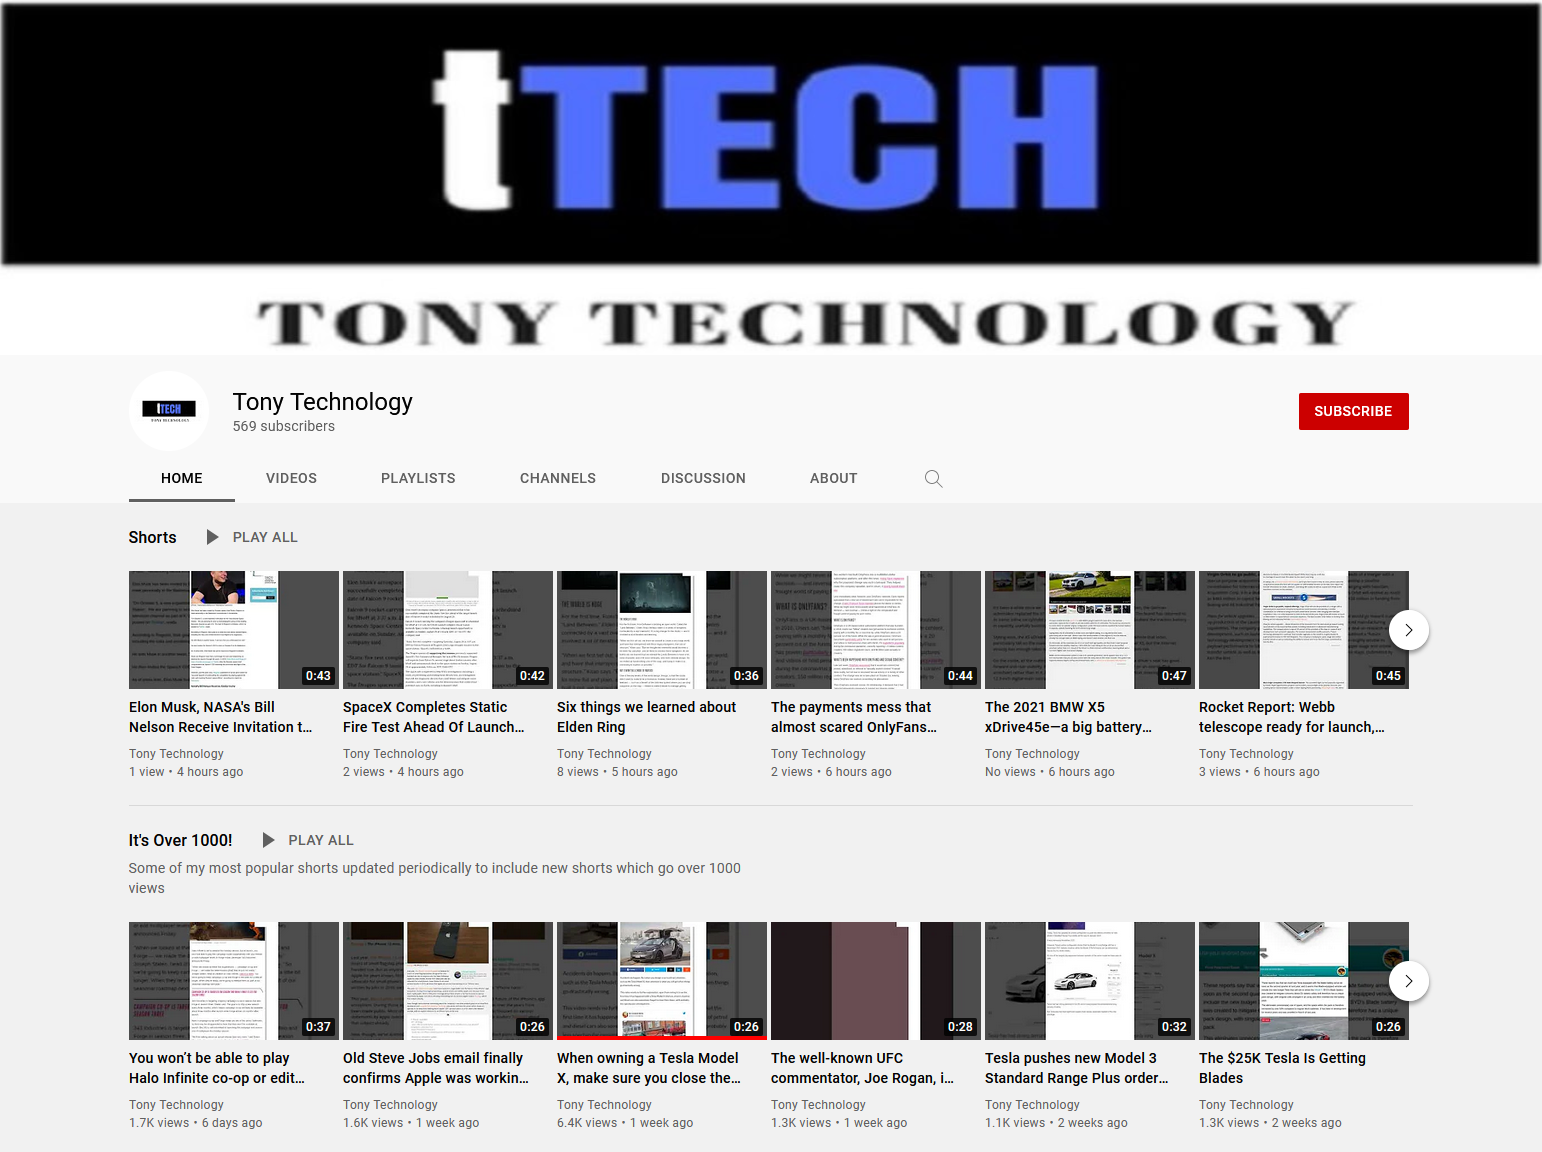 tTECH
TONY TECHNOLOGY
tTECH
TONY TECHNOLOGY
Tony Technology
569 subscribers
SUBSCRIBE
HOME
VIDEOS
PLAYLISTS
CHANNELS
DISCUSSION
ABOUT
Shorts
PLAY ALL
0:43
0:42
0:36
0:44
0:47
0:45
WHAT IS ONLYFANS?
Elon Musk, NASA's Bill
Nelson Receive Invitation t...
Tony Technology
1 view • 4 hours ago
SpaceX Completes Static
Fire Test Ahead Of Launch...
Tony Technology
2 views • 4 hours ago
Six things we learned about
Elden Ring
Tony Technology
8 views • 5 hours ago
The payments mess that
almost scared OnlyFans...
Tony Technology
2 views • 6 hours ago
The 2021 BMW X5
xDrive45e—a big battery...
Tony Technology
No views • 6 hours ago
Rocket Report: Webb
telescope ready for launch,...
Tony Technology
3 views • 6 hours ago
It's Over 1000!
PLAY ALL
Some of my most popular shorts updated periodically to include new shorts which go over 1000
views
0:37
0:26
0:26
0:28
0:32
0:26
You won’t be able to play
Halo Infinite co-op or edit...
Tony Technology
1.7K views • 6 days ago
Old Steve Jobs email finally
confirms Apple was workin...
Tony Technology
1.6K views • 1 week ago
When owning a Tesla Model
X, make sure you close the...
Tony Technology
6.4K views • 1 week ago
The well-known UFC
commentator, Joe Rogan, i...
Tony Technology
1.3K views • 1 week ago
Tesla pushes new Model 3
Standard Range Plus order...
Tony Technology
1.1K views • 2 weeks ago
The $25K Tesla Is Getting
Blades
Tony Technology
1.3K views • 2 weeks ago